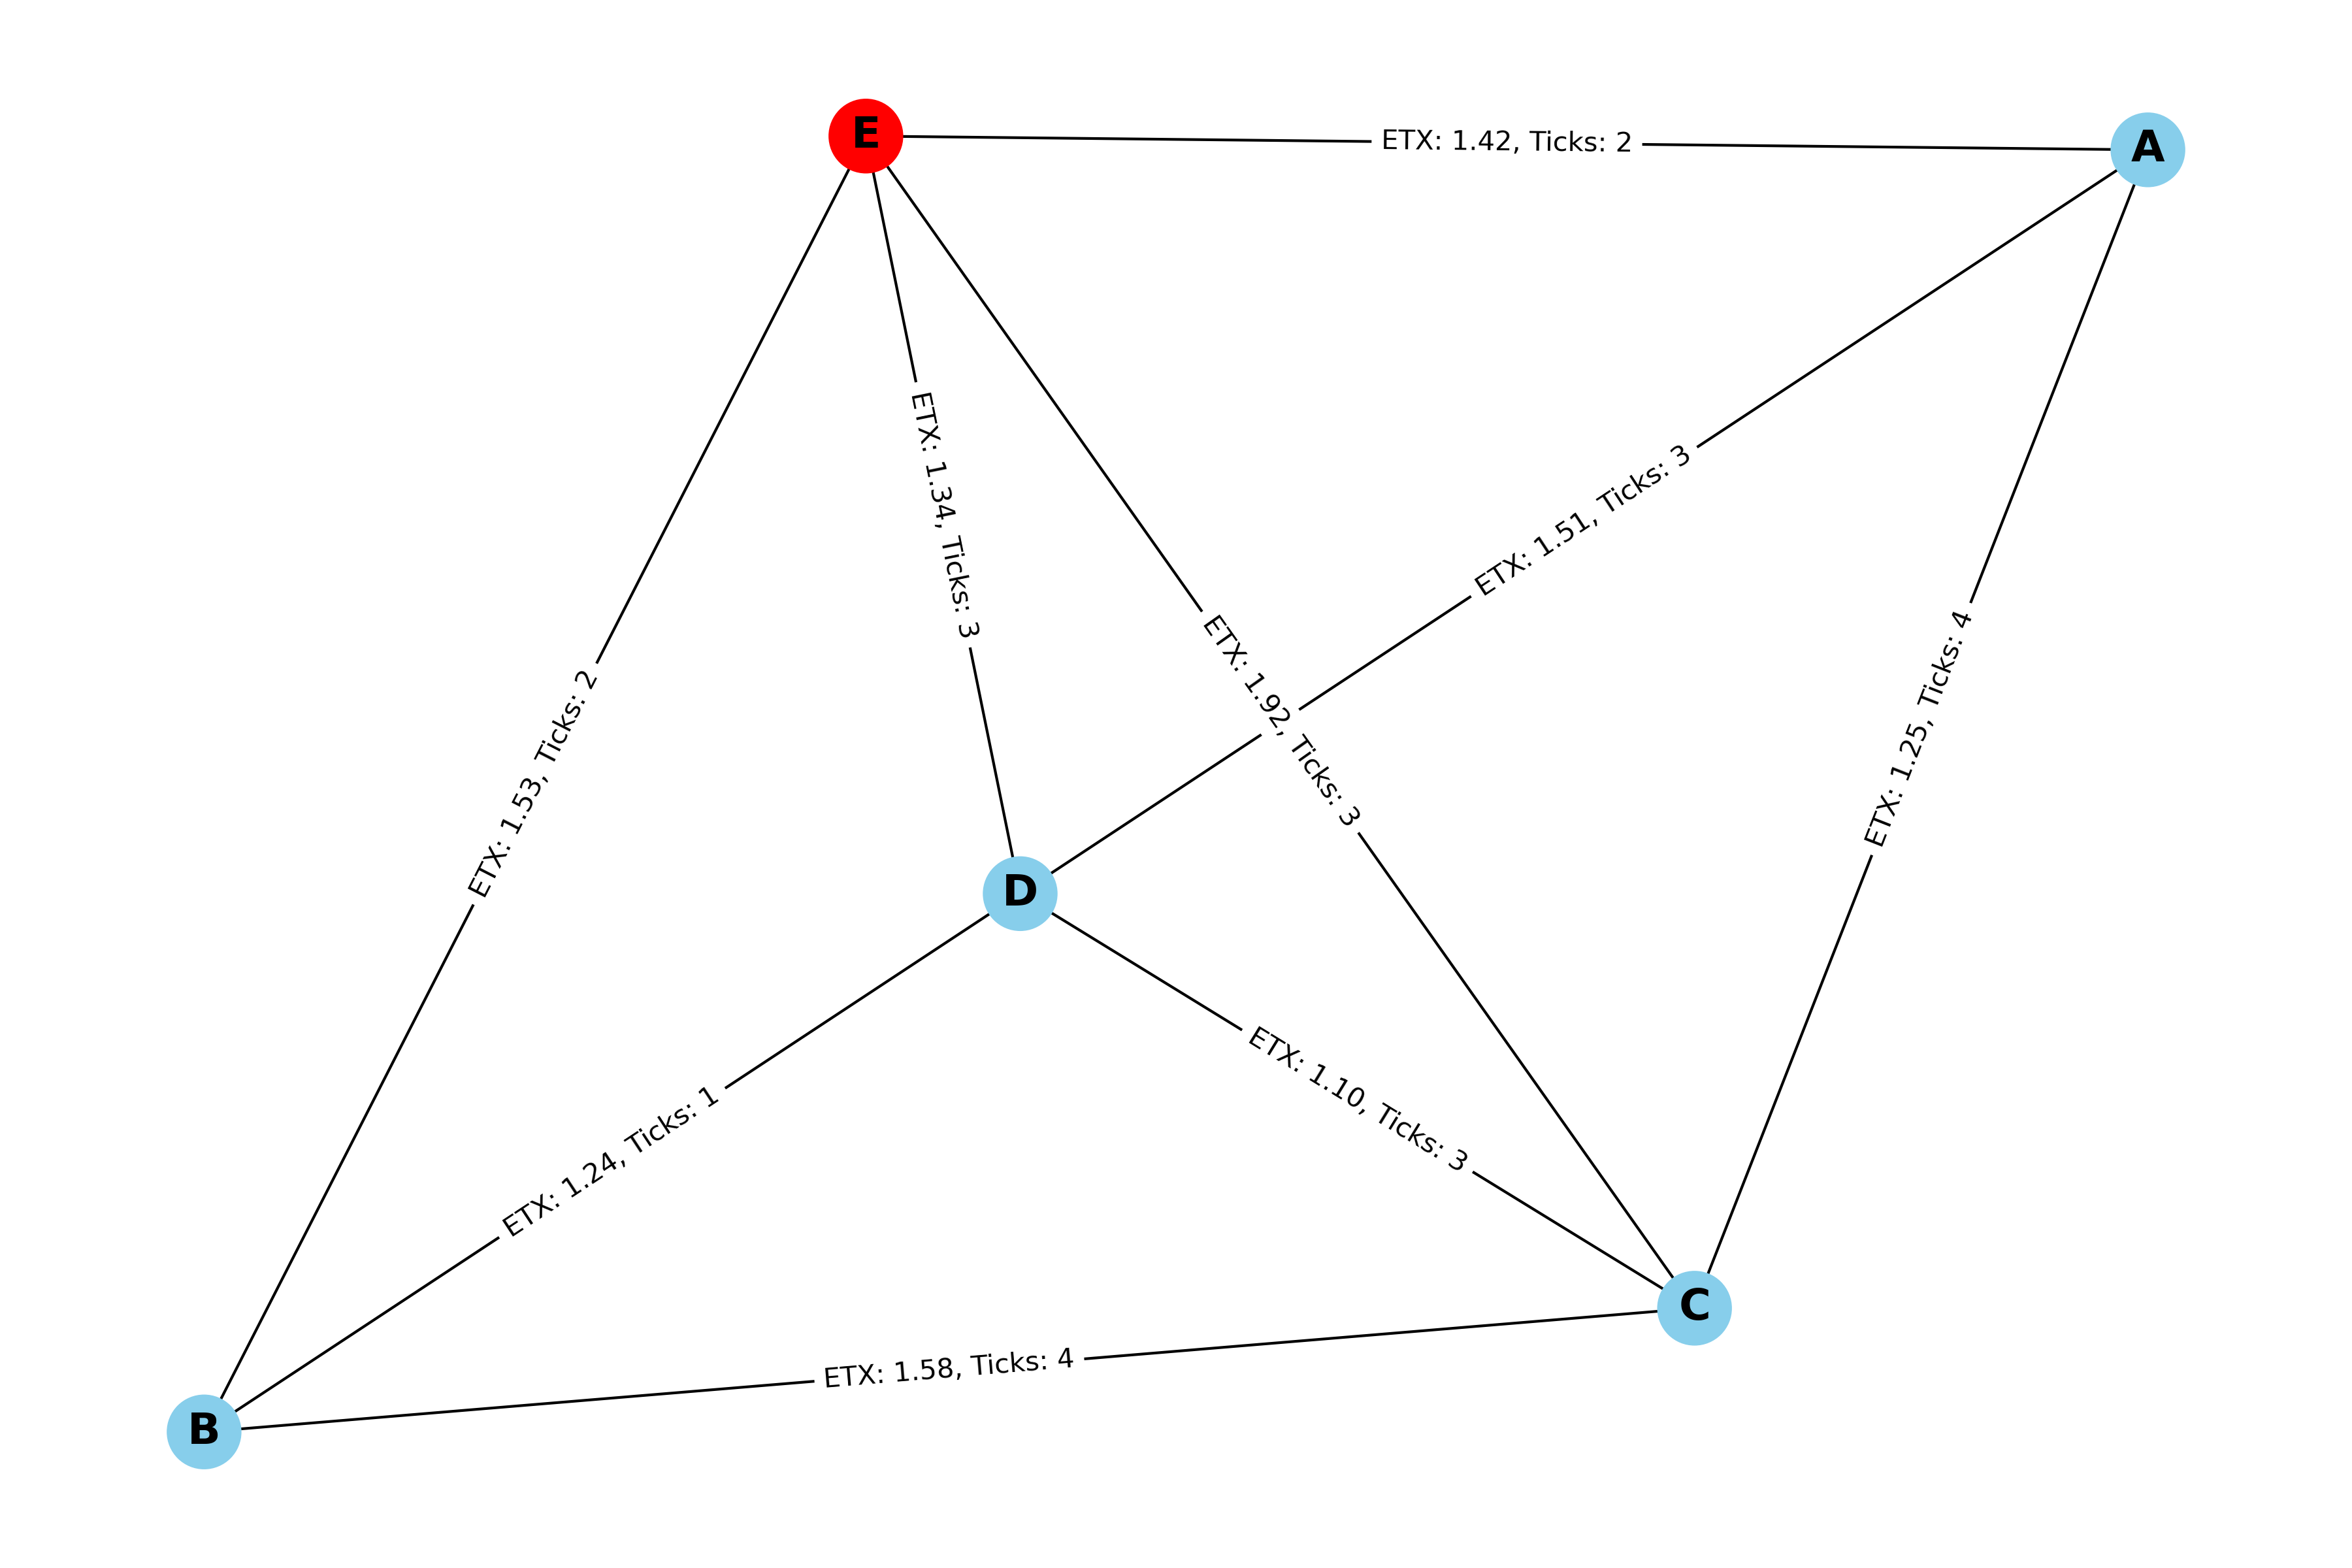 E
ETX: 1.42, Ticks: 2
A
ETX: 1.34, Ticks: 3
ETX: 1.51, Ticks: 3
ETX: 1.92, Ticks: 3
ETX: 1.25, Ticks: 4
ETX: 1.53, Ticks: 2
D
ETX: 1.10, Ticks: 3
ETX: 1.24, Ticks: 1
C
ETX: 1.58, Ticks: 4
B